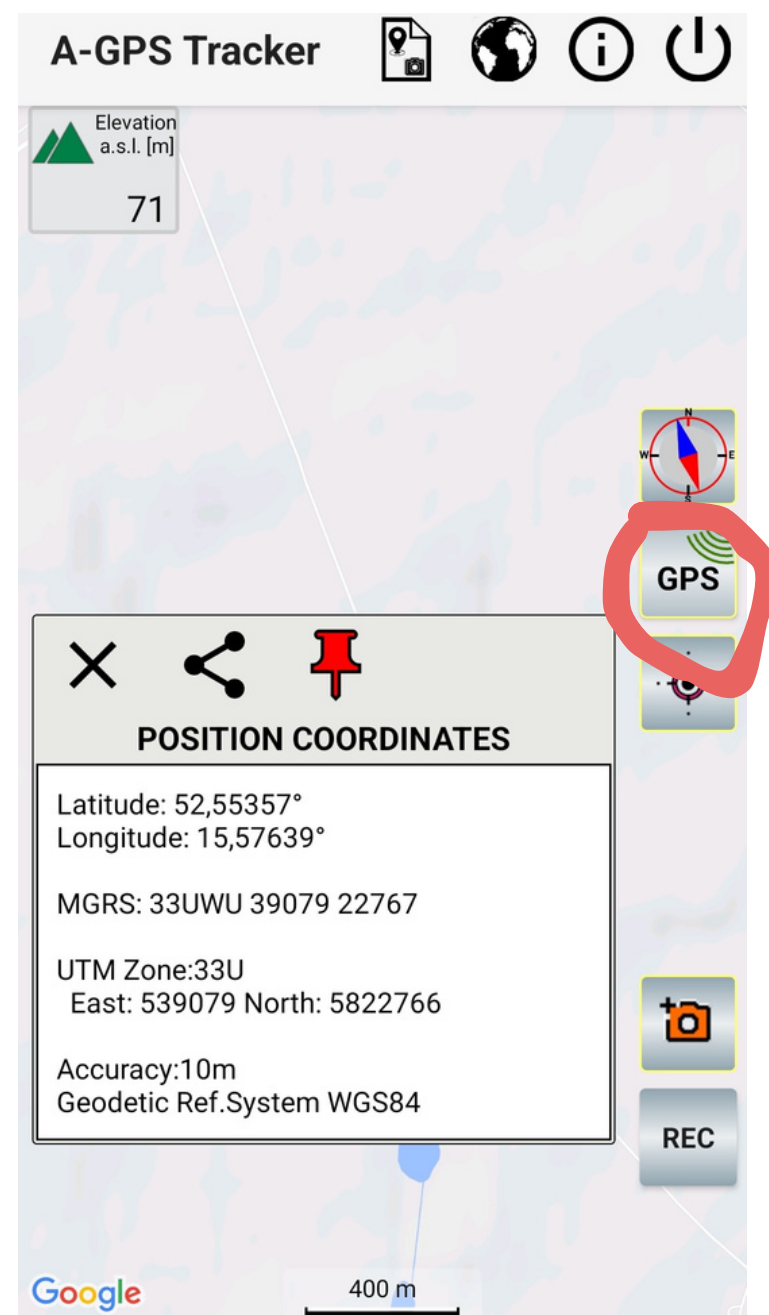 A-GPS Tracker
Elevation
a.s.l. [m]
71
N
W
E
S
GPS
POSITION COORDINATES
Latitude: 52,55357°
Longitude: 15,57639°
MGRS: 33UWU 39079 22767
UTM Zone:33U
East: 539079 North: 5822766
Accuracy:10m
Geodetic Ref.System WGS84
REC
Google
400 m